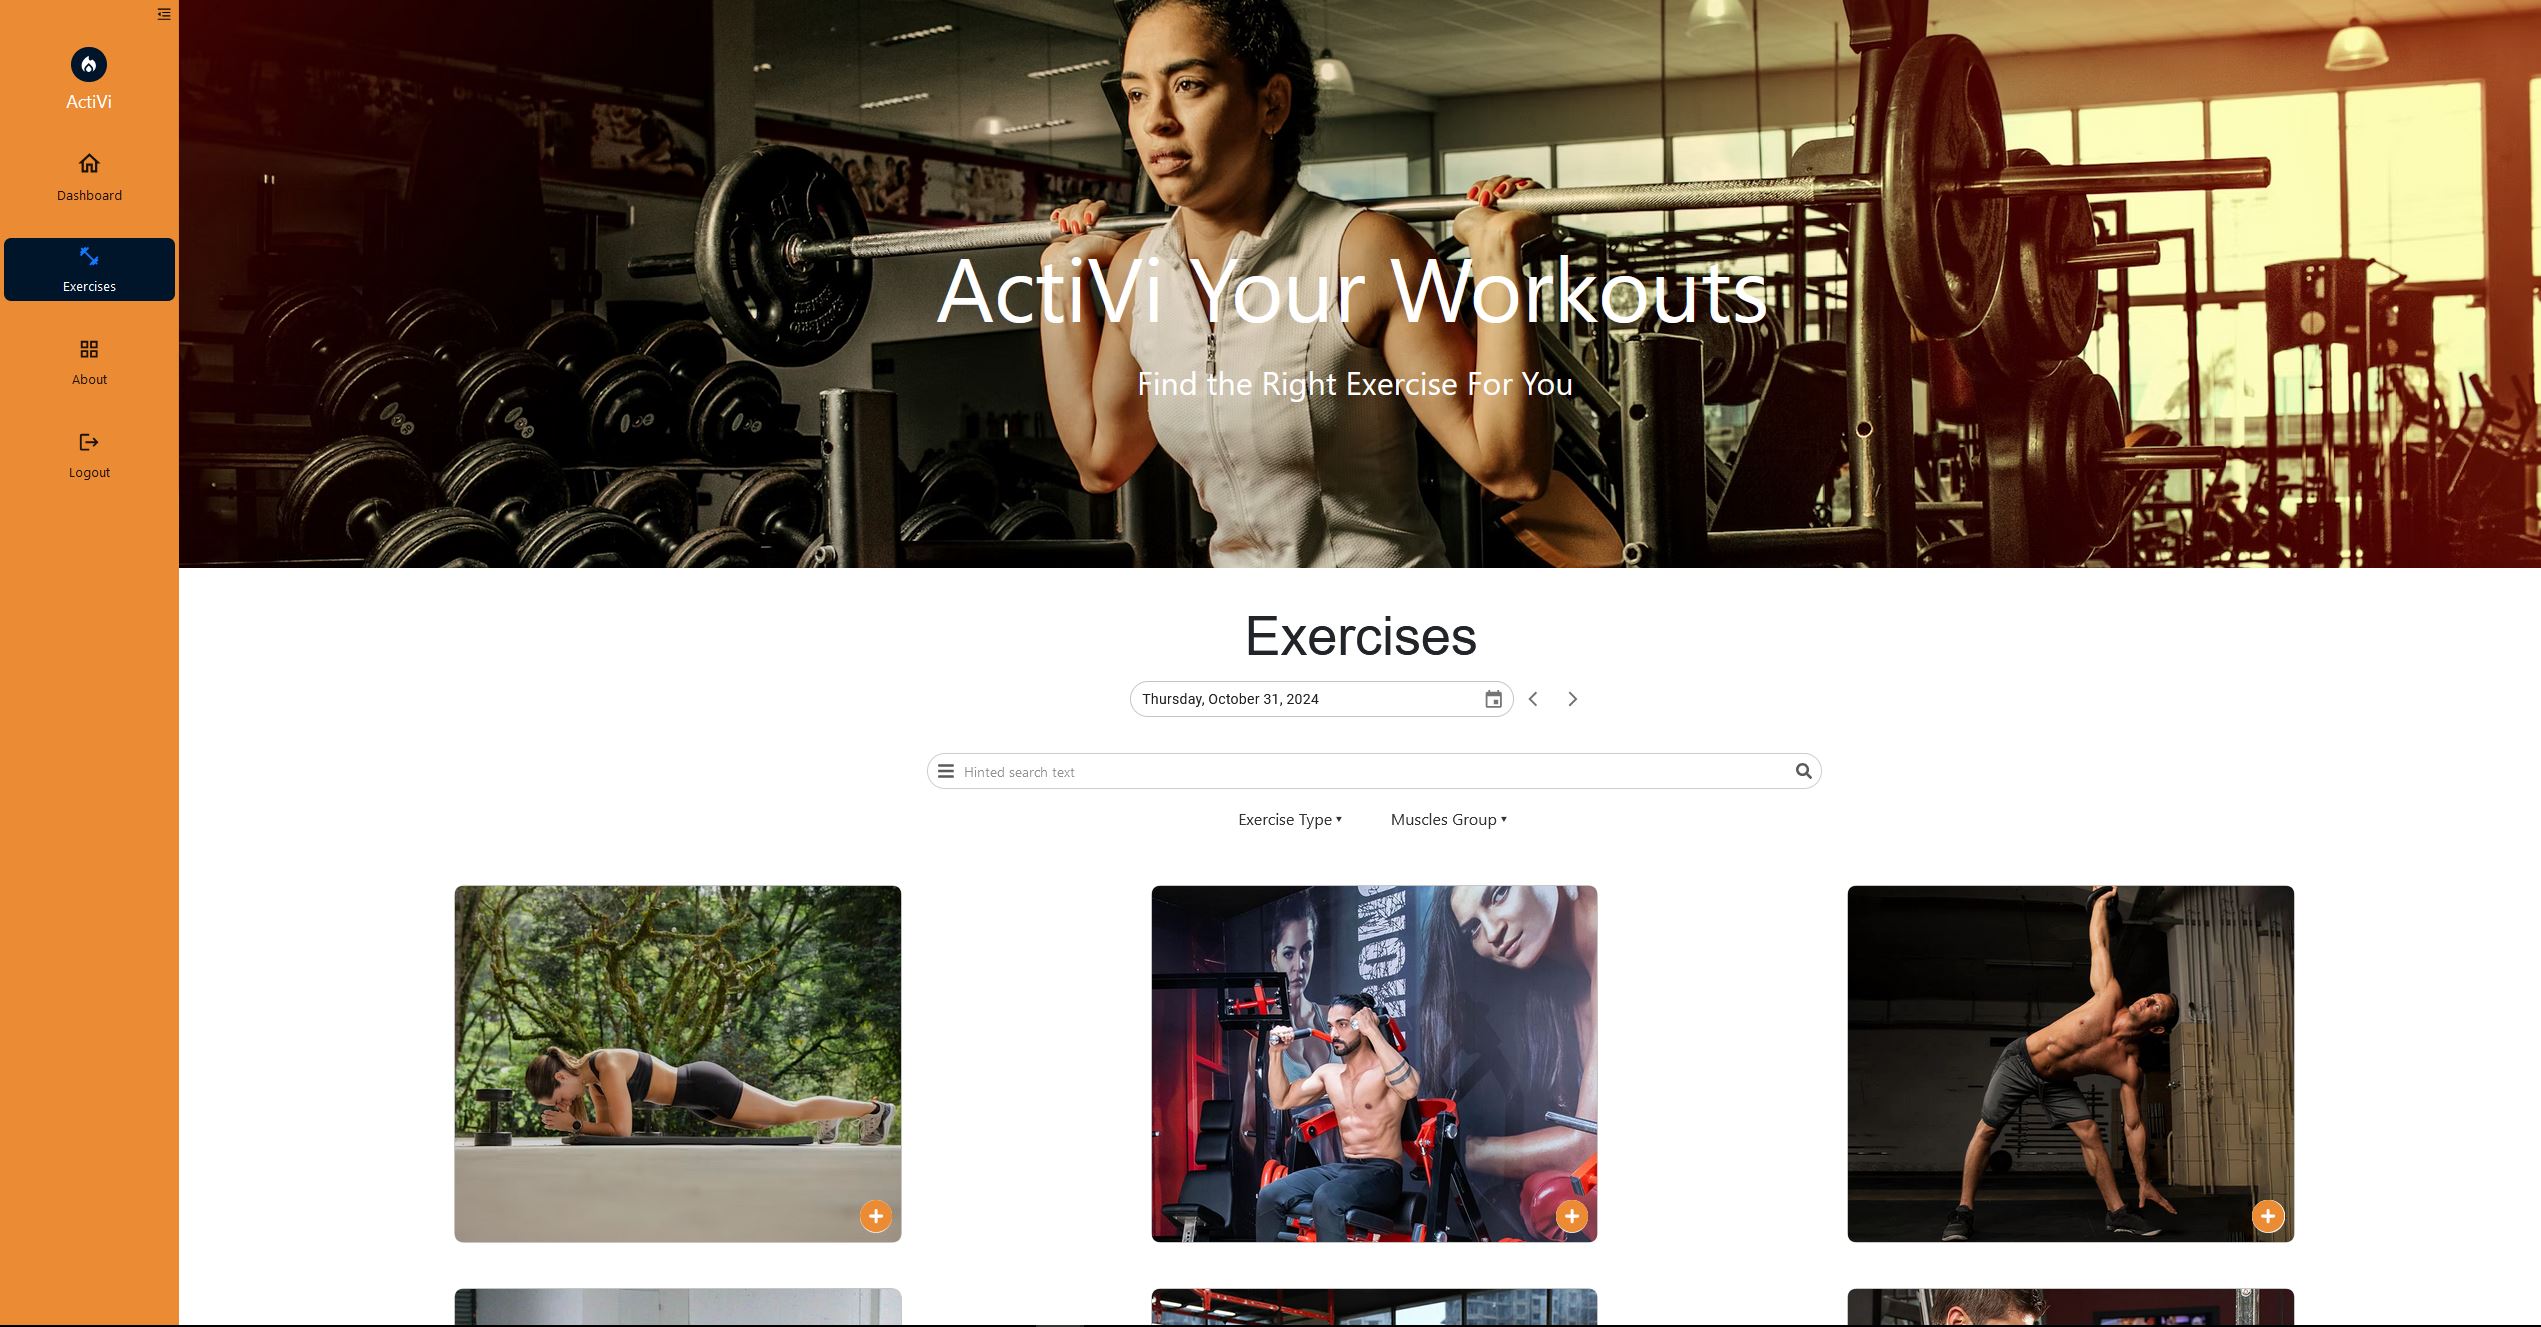 ActiVi
Dashboard
Exercises
About
Logout
ActiVi Your Workouts
Find the Right Exercise For You
Exercises
Thursday, October 31, 2024
Hinted search text
Exercise Type ▾
Muscles Group ▾